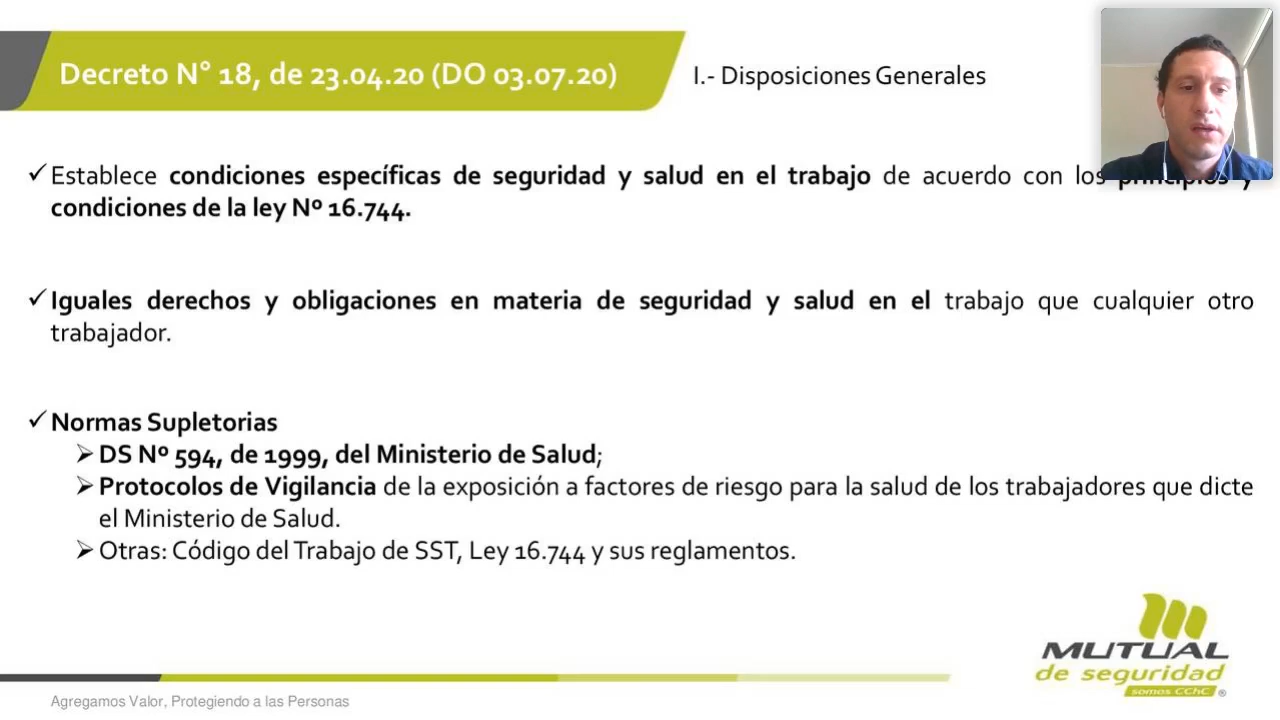 Decreto N° 18, de 23.04.20 (DO 03.07.20)
I.- Disposiciones Generales
✓Establece condiciones específicas de seguridad y salud en el trabajo de acuerdo con los principios y
condiciones de la ley Nº 16.744.
✓Iguales derechos y obligaciones en materia de seguridad y salud en el trabajo que cualquier otro
trabajador.
✓Normas Supletorias
➢DS Nº 594, de 1999, del Ministerio de Salud;
➢Protocolos de Vigilancia de la exposición a factores de riesgo para la salud de los trabajadores que dicte
el Ministerio de Salud.
➢Otras: Código del Trabajo de SST, Ley 16.744 y sus reglamentos.
MUTUAL
de seguridad
somos CChC ®
Agregamos Valor, Protegiendo a las Personas